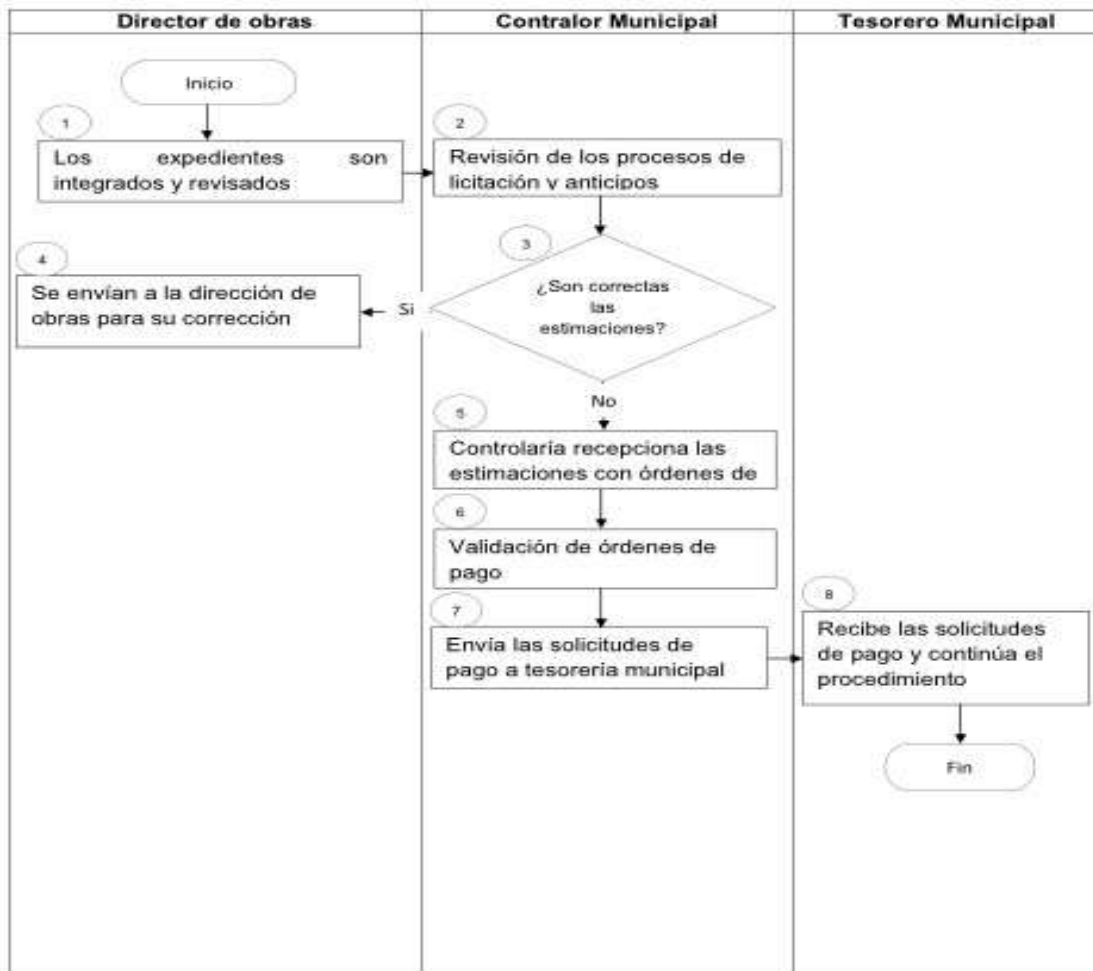 Director de obras
Contralor Municipal
Tesorero Municipal
Inicio
1
Los expedientes son
integrados y revisados
2
Revisión de los procesos de
licitación y anticipos
3
¿Son correctas
las
estimaciones?
Si
4
Se envían a la dirección de
obras para su corrección
No
5
Controlaría recepciona las
estimaciones con órdenes de
6
Validación de órdenes de
pago
7
Envía las solicitudes de
pago a tesorería municipal
8
Recibe las solicitudes
de pago y continúa el
procedimiento
Fin